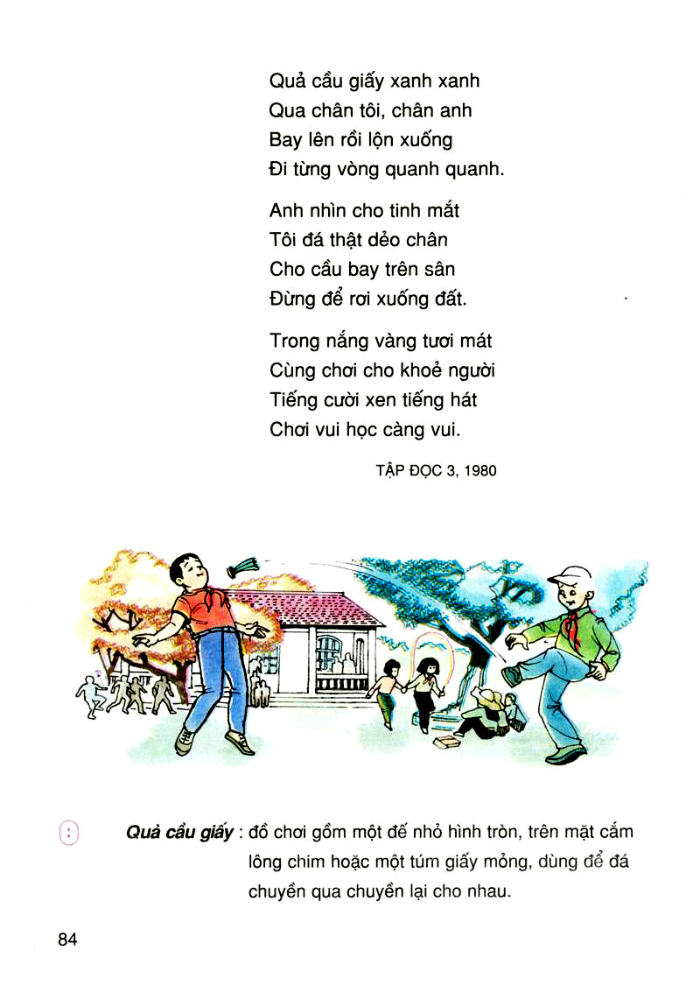 Quả cầu giấy xanh xanh
Qua chân tôi, chân anh
Bay lên rồi lộn xuống
Đi từng vòng quanh quanh.
Anh nhìn cho tinh mắt
Tôi đá thật dẻo chân
Cho cầu bay trên sân
Đừng để rơi xuống đất.
Trong nắng vàng tươi mát
Cùng chơi cho khoẻ người
Tiếng cười xen tiếng hát
Chơi vui học càng vui.
TẬP ĐỌC 3, 1980
Quả cầu giấy : đồ chơi gồm một đế nhỏ hình tròn, trên mặt cắm
lông chim hoặc một túm giấy mỏng, dùng để đá
chuyền qua chuyền lại cho nhau.
84